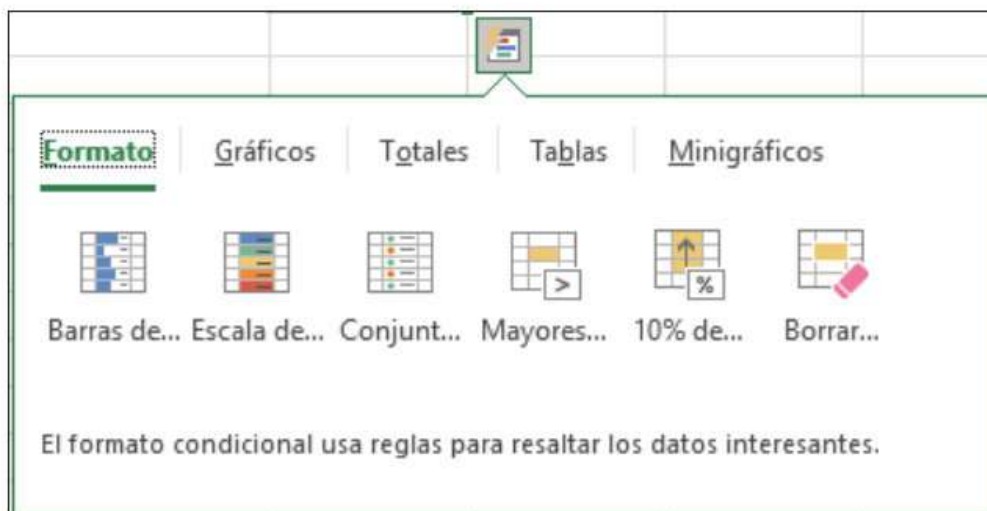 Formato Gráficos Totales Tablas Minigráficos
> %
Barras de... Escala de... Conjunt... Mayores... 10% de... Borrar...
El formato condicional usa reglas para resaltar los datos interesantes.